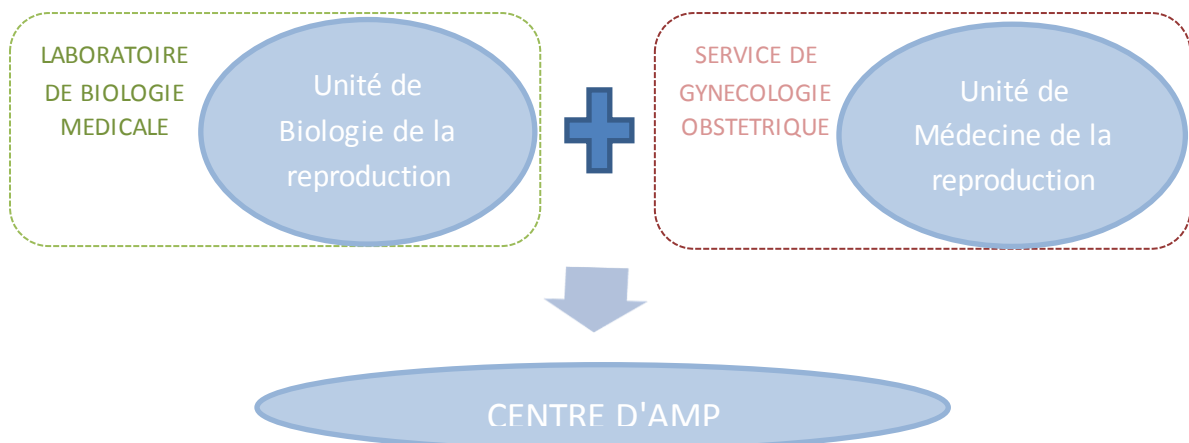 LABORATOIRE
DE BIOLOGIE
MEDICALE
Unité de
Biologie de la
reproduction
SERVICE DE
GYNECOLOGIE
OBSTETRIQUE
Unité de
Médecine de la
reproduction
CENTRE D'AMP